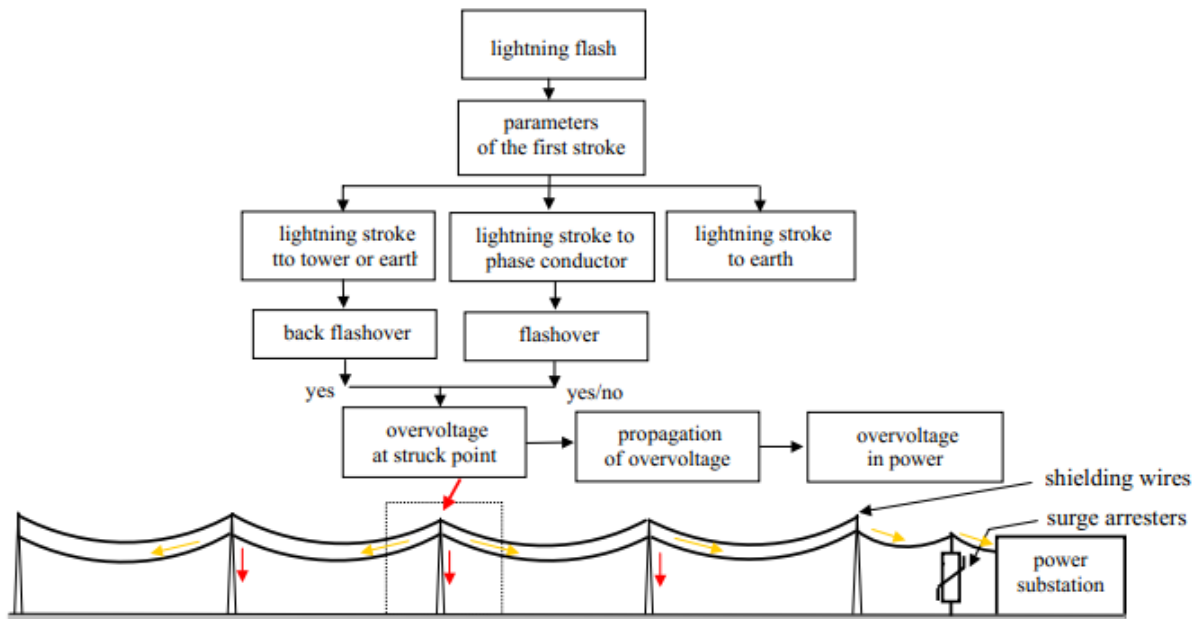 lightning flash
parameters
of the first stroke
lightning stroke
tto tower or earth
lightning stroke to
phase conductor
lightning stroke
to earth
back flashover
flashover
yes
yes/no
overvoltage
at struck point
propagation
of overvoltage
overvoltage
in power
shielding wires
surge arresters
power
substation